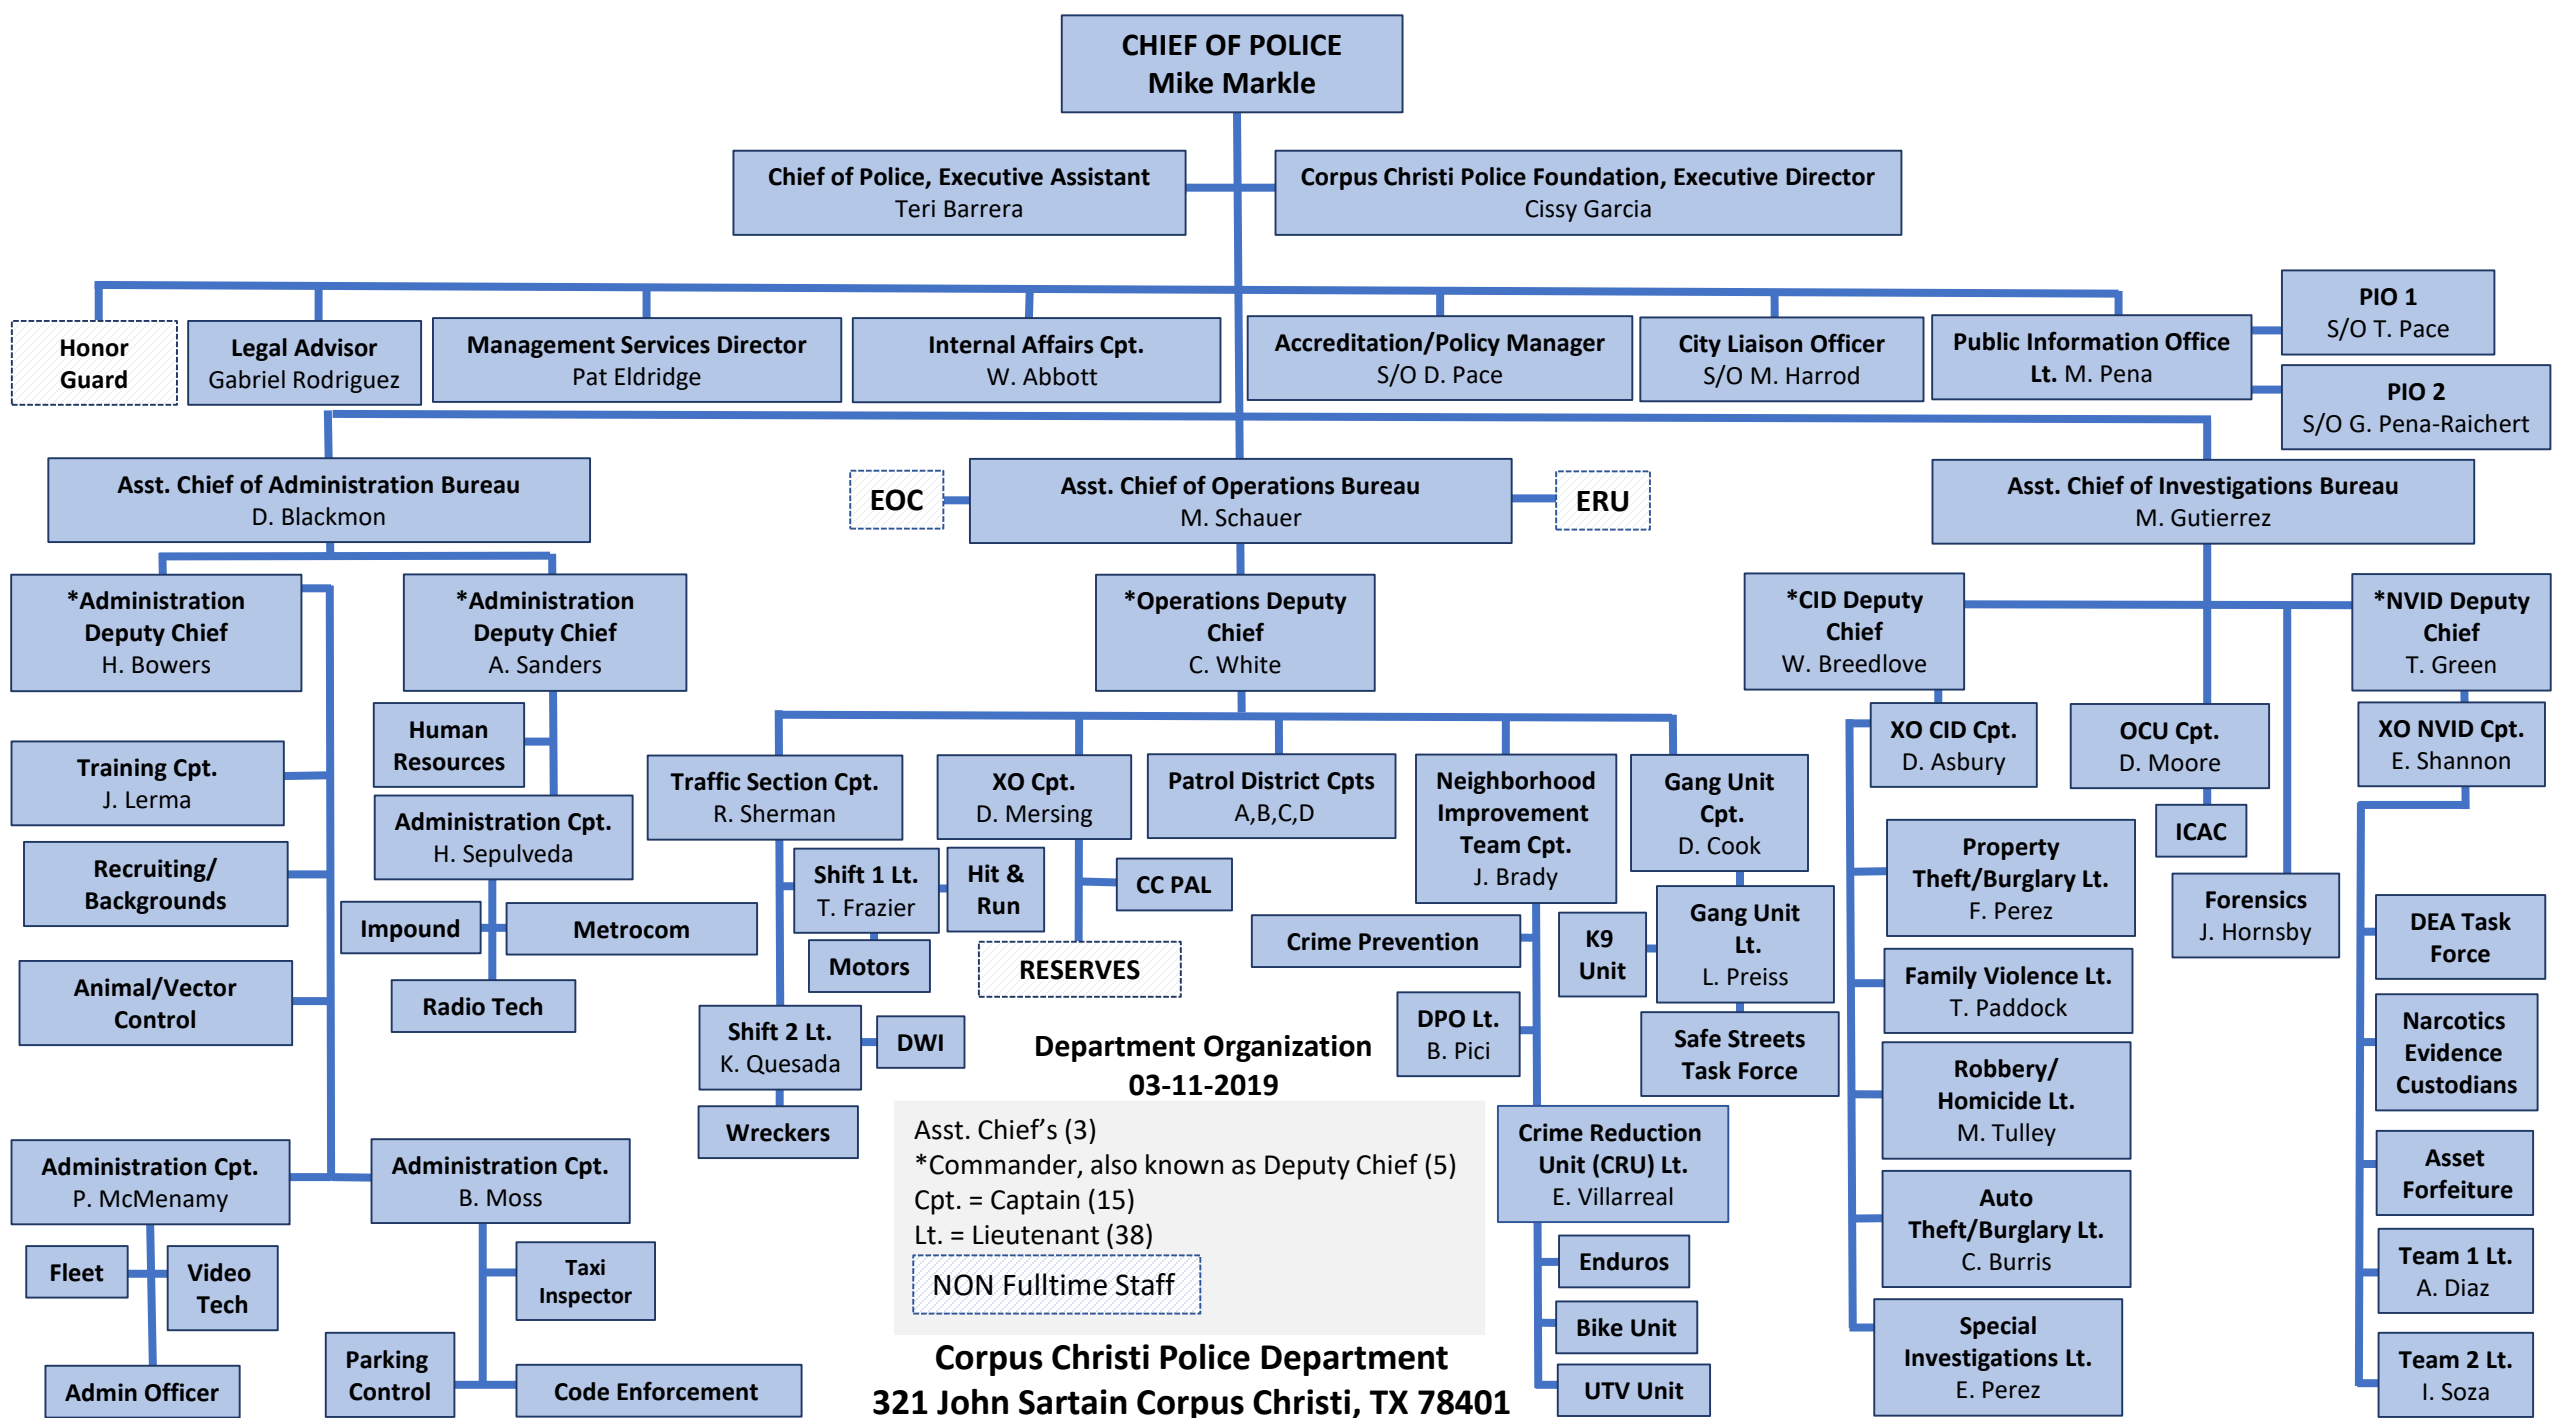 CHIEF OF POLICE
Mike Markle
Chief of Police, Executive Assistant
Teri Barrera
Corpus Christi Police Foundation, Executive Director
Cissy Garcia
Honor
Guard
Legal Advisor
Gabriel Rodriguez
Management Services Director
Pat Eldridge
Internal Affairs Cpt.
W. Abbott
Accreditation/Policy Manager
S/O D. Pace
City Liaison Officer
S/O M. Harrod
Public Information Office
Lt. M. Pena
PIO 1
S/O T. Pace
PIO 2
S/O G. Pena-Raichert
Asst. Chief of Administration Bureau
D. Blackmon
EOC
Asst. Chief of Operations Bureau
M. Schauer
ERU
Asst. Chief of Investigations Bureau
M. Gutierrez
*Administration
Deputy Chief
H. Bowers
*Administration
Deputy Chief
A. Sanders
*Operations Deputy
Chief
C. White
*CID Deputy
Chief
W. Breedlove
*NVID Deputy
Chief
T. Green
Training Cpt.
J. Lerma
Recruiting/
Backgrounds
Animal/Vector
Control
Human
Resources
Administration Cpt.
H. Sepulveda
Impound
Metrocom
Radio Tech
Administration Cpt.
P. McMenamy
Administration Cpt.
B. Moss
Fleet
Video
Tech
Admin Officer
Taxi
Inspector
Parking
Control
Code Enforcement
Traffic Section Cpt.
R. Sherman
XO Cpt.
D. Mersing
Patrol District Cpts
A,B,C,D
Neighborhood
Improvement
Team Cpt.
J. Brady
Gang Unit
Cpt.
D. Cook
Shift 1 Lt.
T. Frazier
Hit &
Run
Motors
CC PAL
RESERVES
Shift 2 Lt.
K. Quesada
DWI
Wreckers
Crime Prevention
DPO Lt.
B. Pici
K9
Unit
Gang Unit
Lt.
L. Preiss
Safe Streets
Task Force
Crime Reduction
Unit (CRU) Lt.
E. Villarreal
Enduros
Bike Unit
UTV Unit
XO CID Cpt.
D. Asbury
OCU Cpt.
D. Moore
XO NVID Cpt.
E. Shannon
ICAC
Forensics
J. Hornsby
Property
Theft/Burglary Lt.
F. Perez
Family Violence Lt.
T. Paddock
Robbery/
Homicide Lt.
M. Tulley
Auto
Theft/Burglary Lt.
C. Burris
Special
Investigations Lt.
E. Perez
DEA Task
Force
Narcotics
Evidence
Custodians
Asset
Forfeiture
Team 1 Lt.
A. Diaz
Team 2 Lt.
I. Soza
Department Organization
03-11-2019
Asst. Chief's (3)
*Commander, also known as Deputy Chief (5)
Cpt. = Captain (15)
Lt. = Lieutenant (38)
NON Fulltime Staff
Corpus Christi Police Department
321 John Sartain Corpus Christi, TX 78401